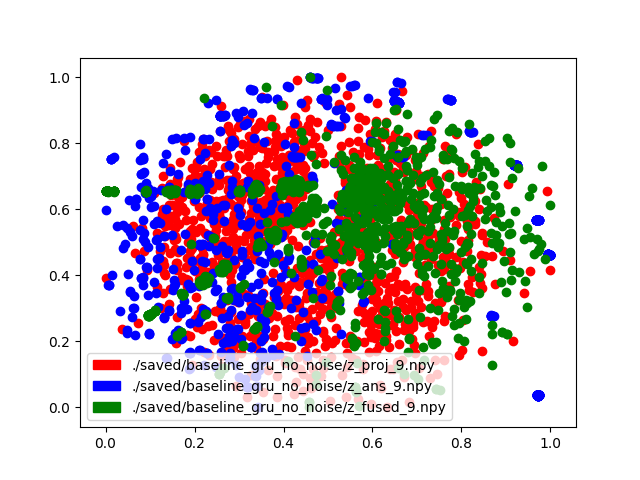 1.0
0.8
0.6
0.4
0.2
0.0
./saved/baseline_gru_no_noise/z_proj_9.npy
./saved/baseline_gru_no_noise/z_ans_9.npy
./saved/baseline_gru_no_noise/z_fused_9.npy
0.0 0.2 0.4 0.6 0.8 1.0